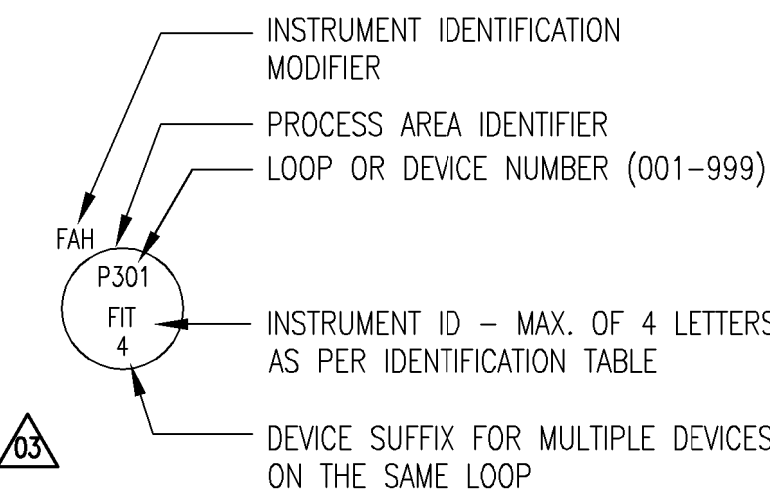 INSTRUMENT IDENTIFICATION
MODIFIER
PROCESS AREA IDENTIFIER
LOOP OR DEVICE NUMBER (001-999)
FAH
P301
FIT
4
INSTRUMENT ID - MAX. OF 4 LETTERS
AS PER IDENTIFICATION TABLE
03
DEVICE SUFFIX FOR MULTIPLE DEVICES
ON THE SAME LOOP